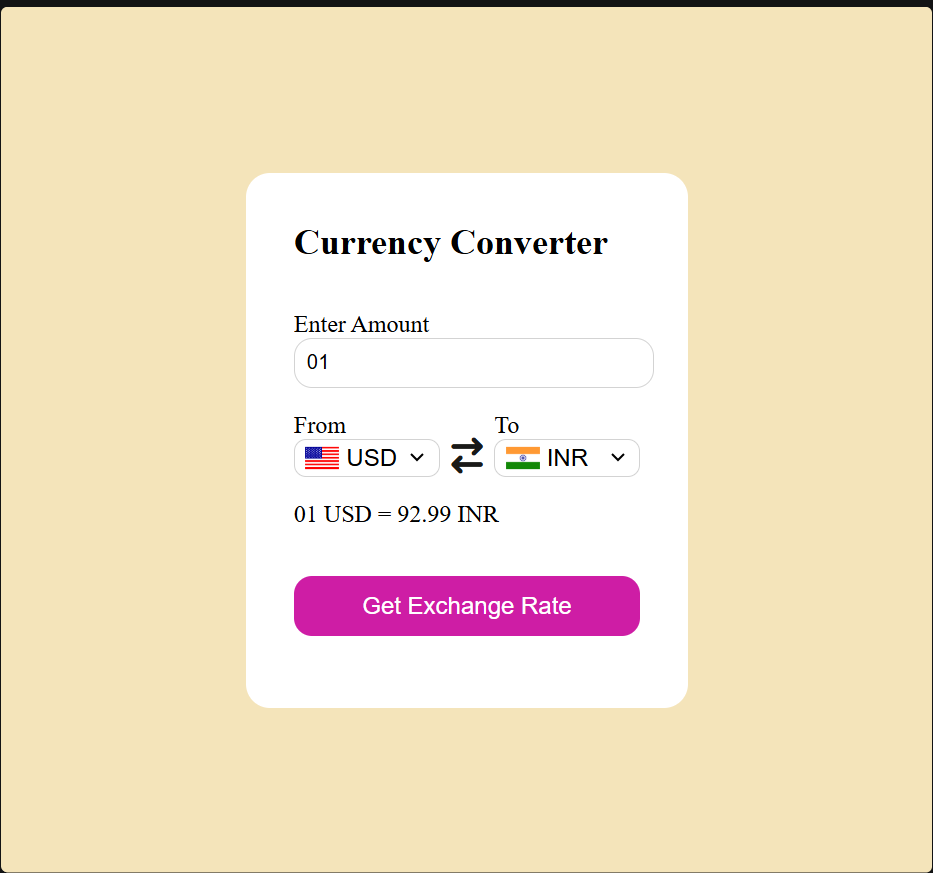 Currency Converter
Enter Amount
01
From To
USD INR
01 USD = 92.99 INR
Get Exchange Rate